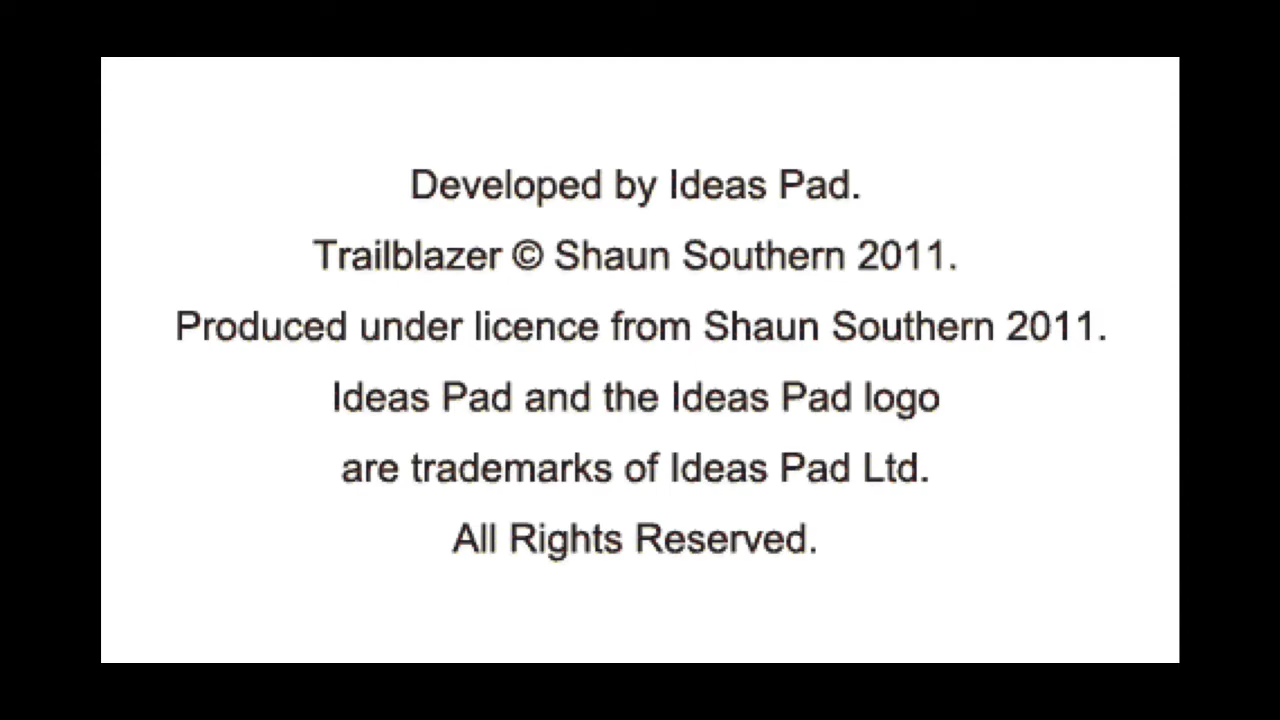 Developed by Ideas Pad.
Trailblazer © Shaun Southern 2011.
Produced under licence from Shaun Southern 2011.
Ideas Pad and the Ideas Pad logo
are trademarks of Ideas Pad Ltd.
All Rights Reserved.